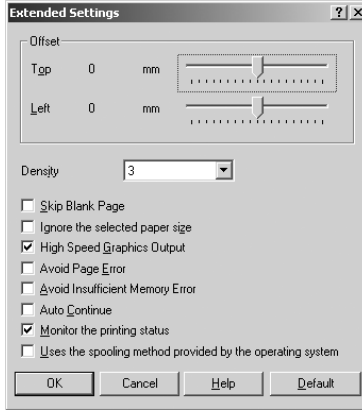 Extended Settings
Offset
Top 0 mm
Left 0 mm
Density 3
Skip Blank Page
Ignore the selected paper size
High Speed Graphics Output
Avoid Page Error
Avoid Insufficient Memory Error
Auto Continue
Monitor the printing status
Uses the spooling method provided by the operating system
OK Cancel Help Default